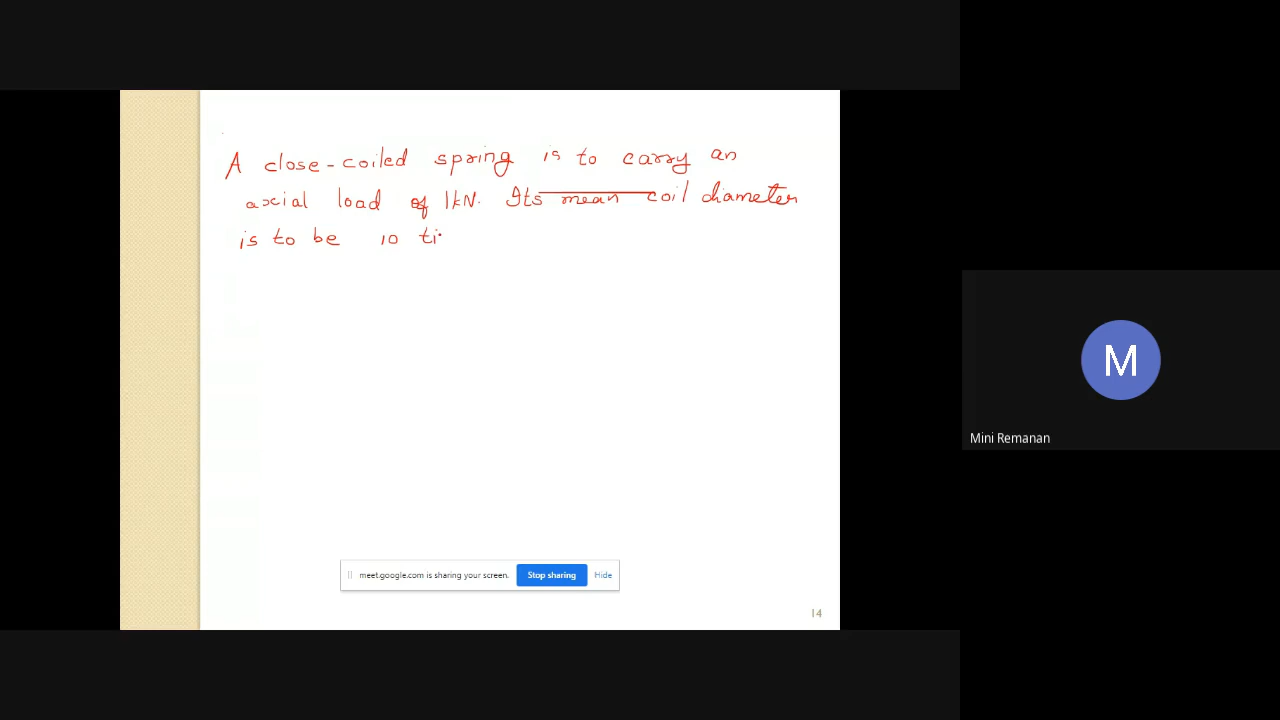 A close-coiled spring is to carry an
axial load of 1kN. Its mean coil diameter
is to be 10 ti
meet.google.com is sharing your screen. Stop sharing Hide
14
M
Mini Remanan